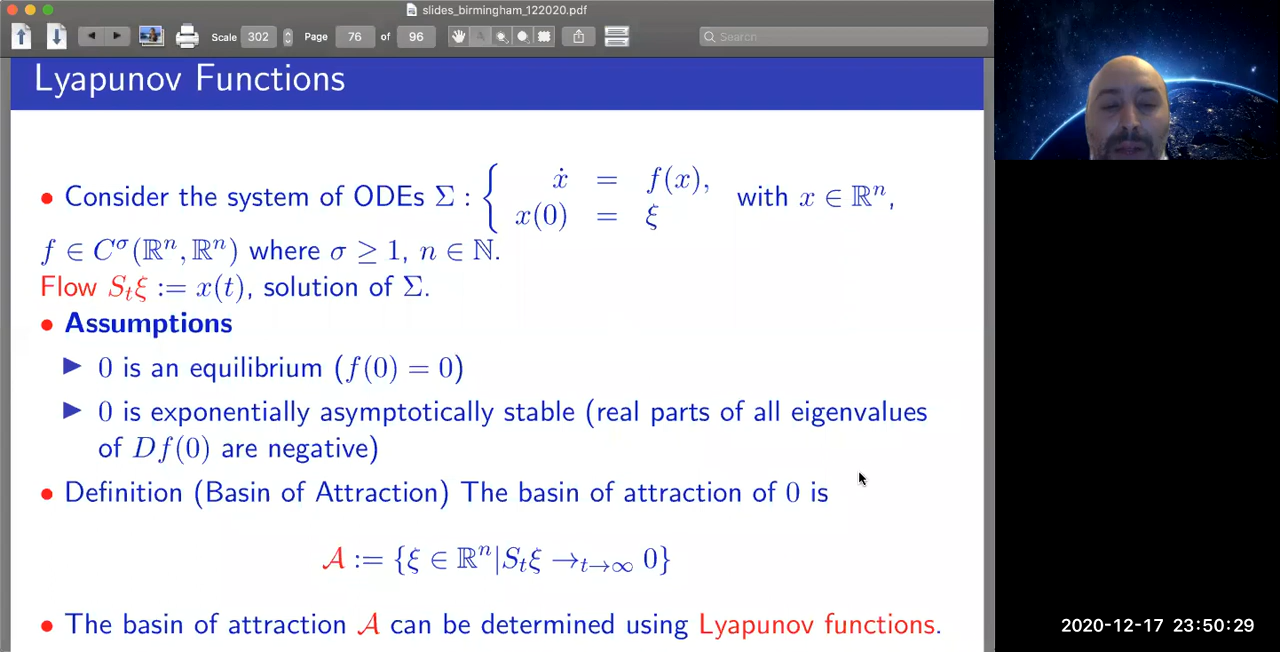 slides_birmingham_122020.pdf
Scale 302 Page 76 of 96 Search
Lyapunov Functions
• Consider the system of ODEs Σ : { ẋ = f(x), with x ∈ ℝⁿ,
x(0) = ξ
f ∈ C^σ(ℝⁿ, ℝⁿ) where σ ≥ 1, n ∈ ℕ.
Flow S_tξ := x(t), solution of Σ.
• Assumptions
▶ 0 is an equilibrium (f(0) = 0)
▶ 0 is exponentially asymptotically stable (real parts of all eigenvalues
of Df(0) are negative)
• Definition (Basin of Attraction) The basin of attraction of 0 is
𝒜 := {ξ ∈ ℝⁿ|S_tξ →_{t→∞} 0}
• The basin of attraction 𝒜 can be determined using Lyapunov functions.
2020-12-17 23:50:29